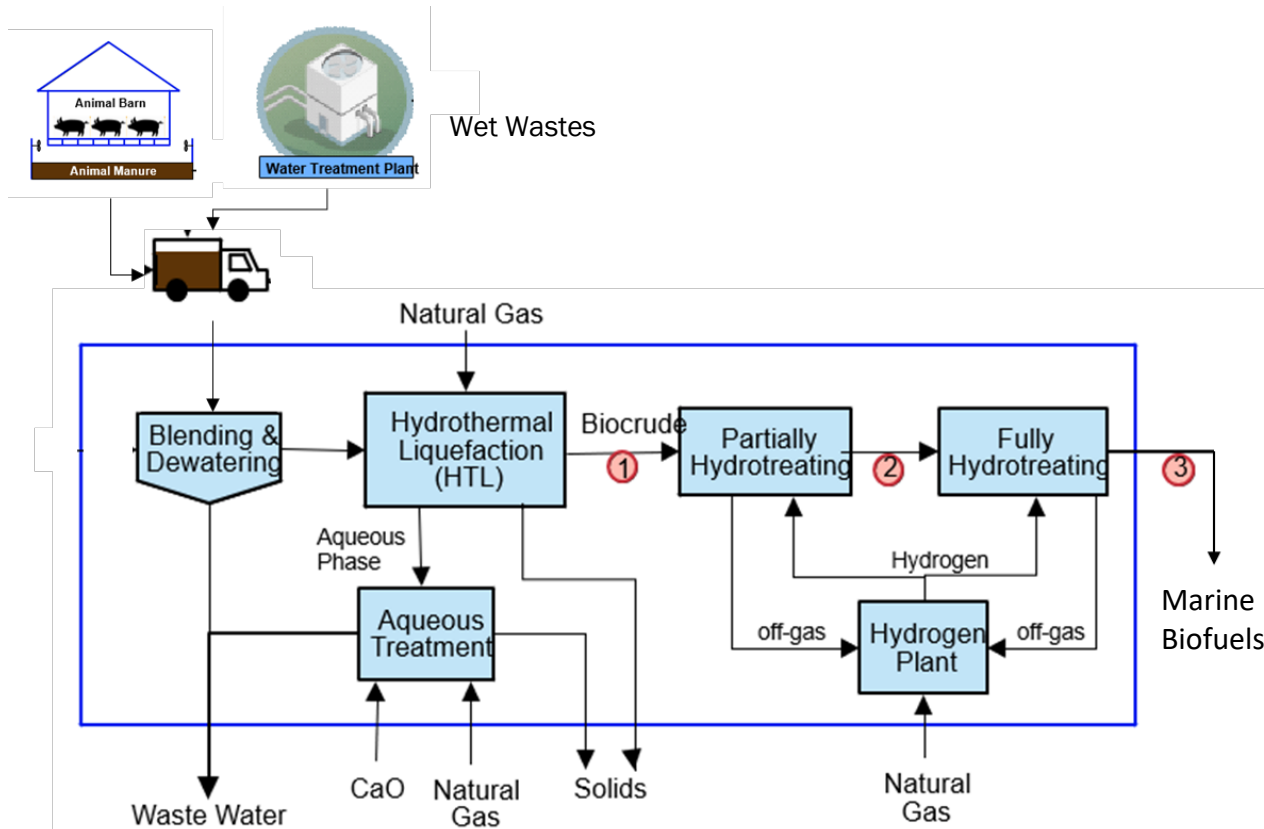 Animal Barn
Animal Manure
Water Treatment Plant
Wet Wastes
Natural Gas
Blending &
Dewatering
Hydrothermal
Liquefaction
(HTL)
Biocrude
1
Partially
Hydrotreating
2
Fully
Hydrotreating
3
Aqueous
Phase
Hydrogen
Aqueous
Treatment
off-gas
Hydrogen
Plant
off-gas
Marine
Biofuels
CaO
Natural
Gas
Solids
Natural
Gas
Waste Water